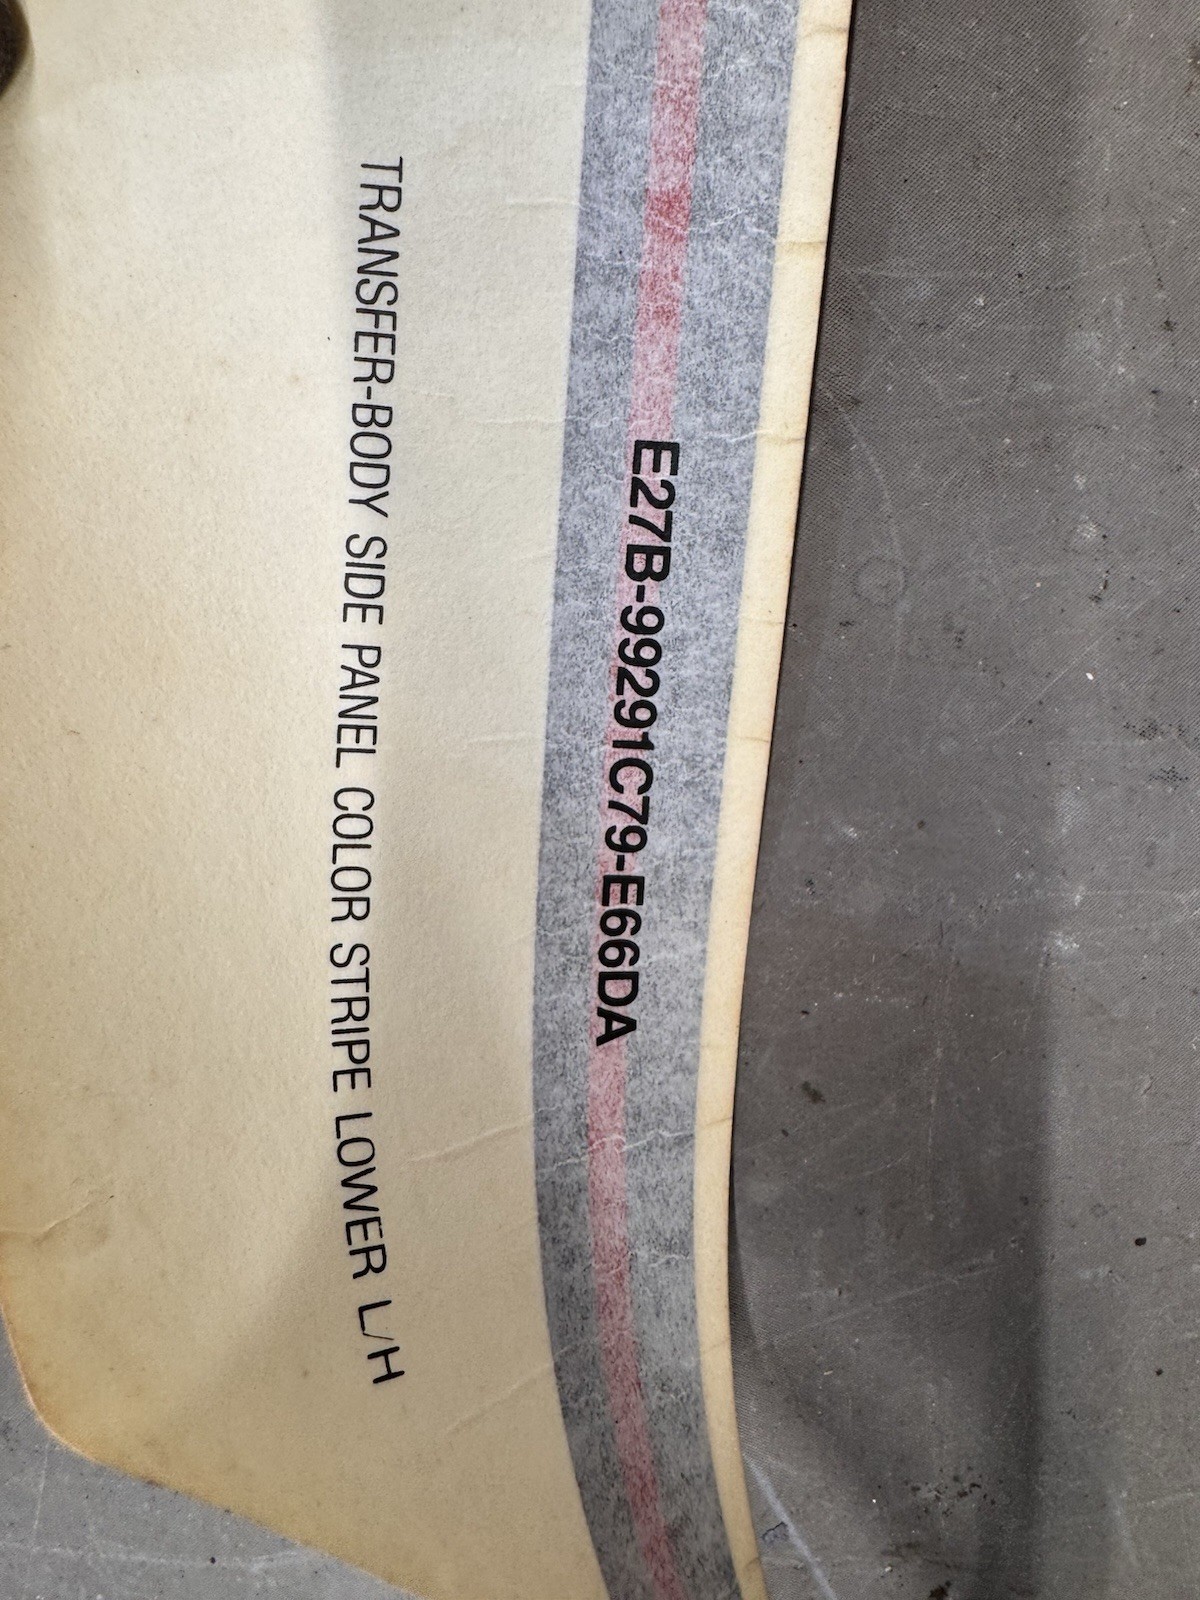 E27B-99291C79-E66DA
TRANSFER-BODY SIDE PANEL COLOR STRIPE LOWER L/H